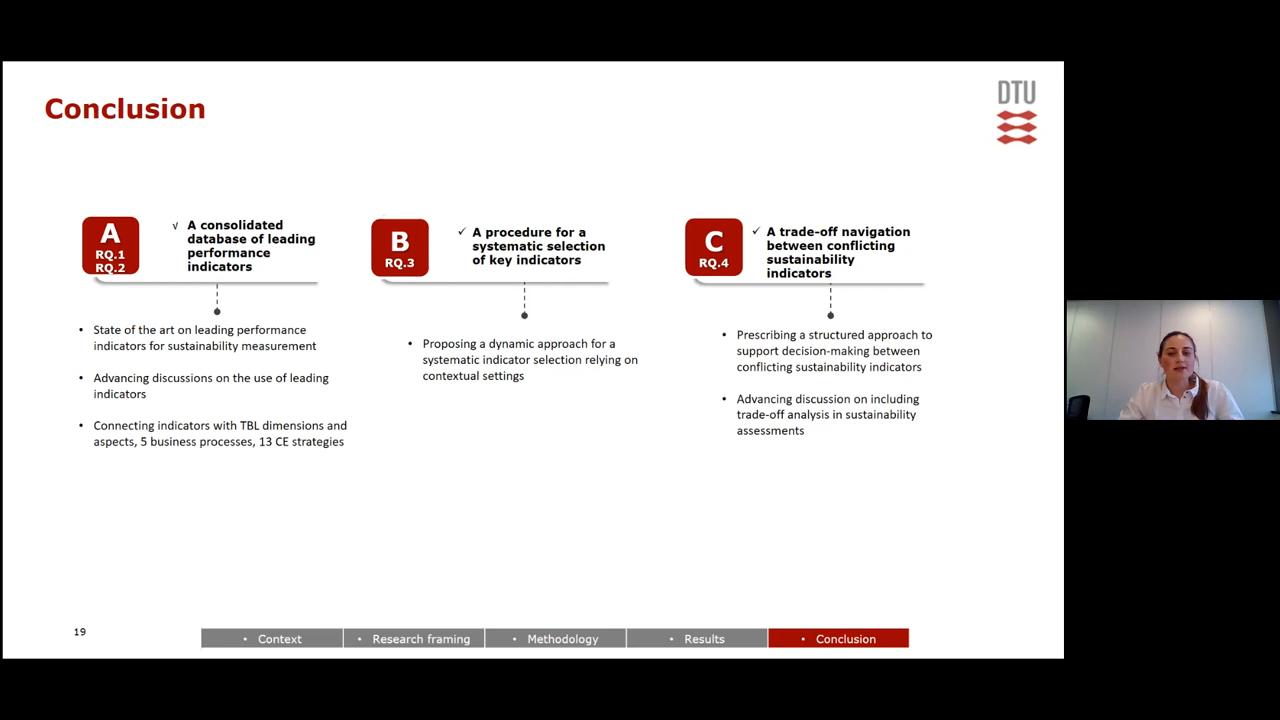 Conclusion
DTU
A
RQ.1
RQ.2
√ A consolidated
database of leading
performance
indicators
• State of the art on leading performance
indicators for sustainability measurement
• Advancing discussions on the use of leading
indicators
• Connecting indicators with TBL dimensions and
aspects, 5 business processes, 13 CE strategies
B
RQ.3
✓ A procedure for a
systematic selection
of key indicators
• Proposing a dynamic approach for a
systematic indicator selection relying on
contextual settings
C
RQ.4
✓ A trade-off navigation
between conflicting
sustainability
indicators
• Prescribing a structured approach to
support decision-making between
conflicting sustainability indicators
• Advancing discussion on including
trade-off analysis in sustainability
assessments
19
• Context
• Research framing
• Methodology
• Results
• Conclusion